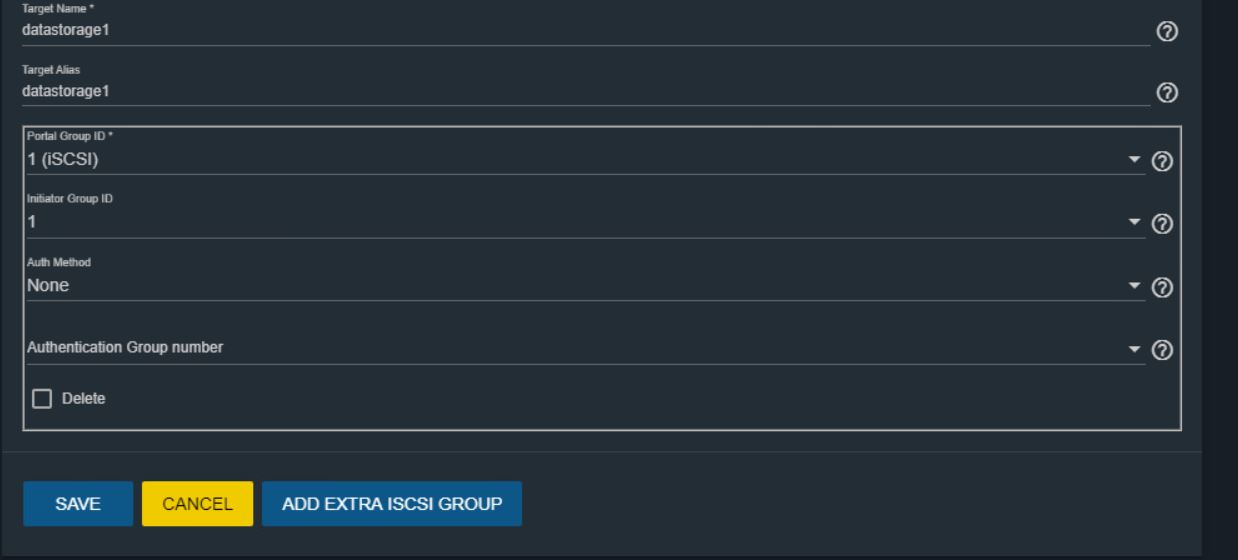 Target Name *
datastorage1
Target Alias
datastorage1
Portal Group ID *
1 (iSCSI)
Initiator Group ID
1
Auth Method
None
Authentication Group number
Delete
SAVE CANCEL ADD EXTRA ISCSI GROUP